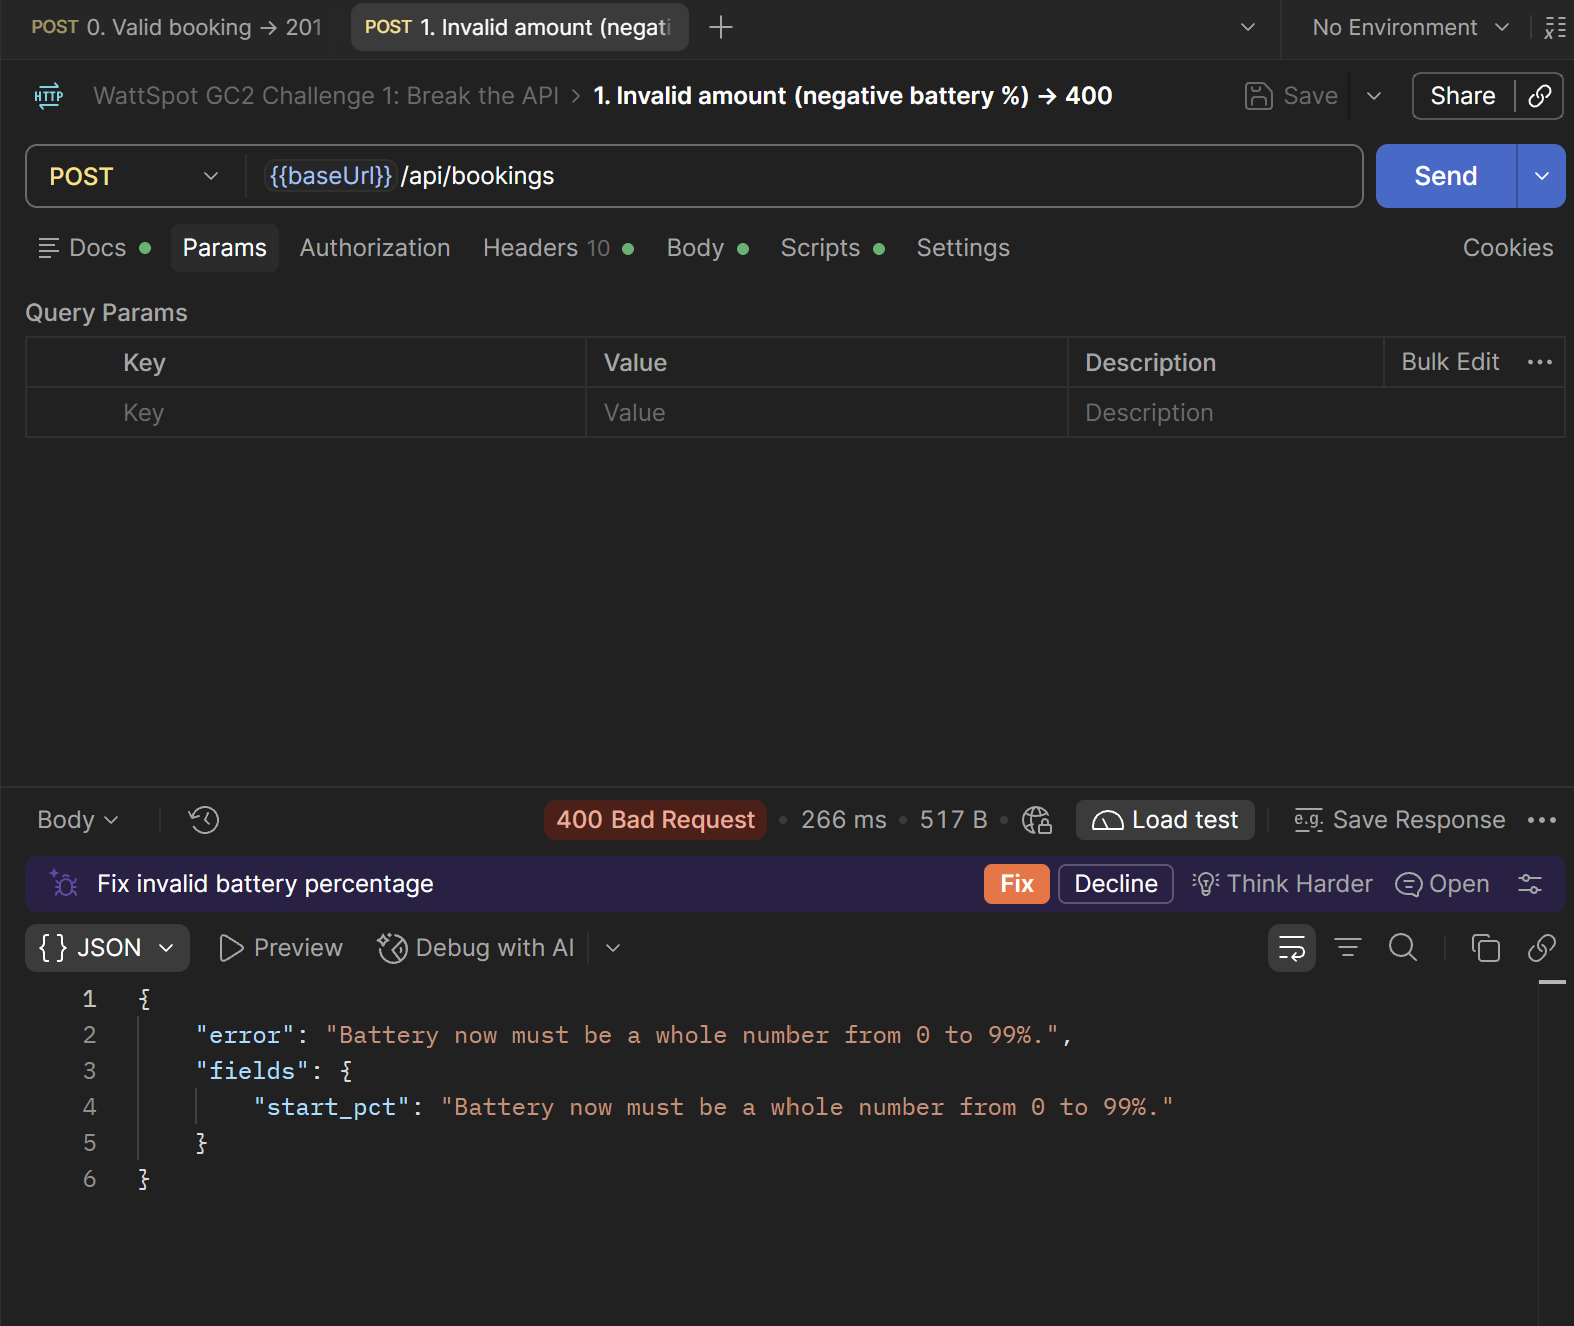 POST 0. Valid booking → 201
POST 1. Invalid amount (negati
No Environment
HTTP
WattSpot GC2 Challenge 1: Break the API > 1. Invalid amount (negative battery %) → 400
Save
Share
POST
{{baseUrl}} /api/bookings
Send
Docs
Params
Authorization
Headers 10
Body
Scripts
Settings
Cookies
Query Params
Key
Value
Description
Bulk Edit
Key
Value
Description
Body
400 Bad Request • 266 ms • 517 B
Load test
e.g. Save Response
Fix invalid battery percentage
Fix
Decline
Think Harder
Open
{} JSON
Preview
Debug with AI
1 {
2 "error": "Battery now must be a whole number from 0 to 99%.",
3 "fields": {
4 "start_pct": "Battery now must be a whole number from 0 to 99%."
5 }
6 }